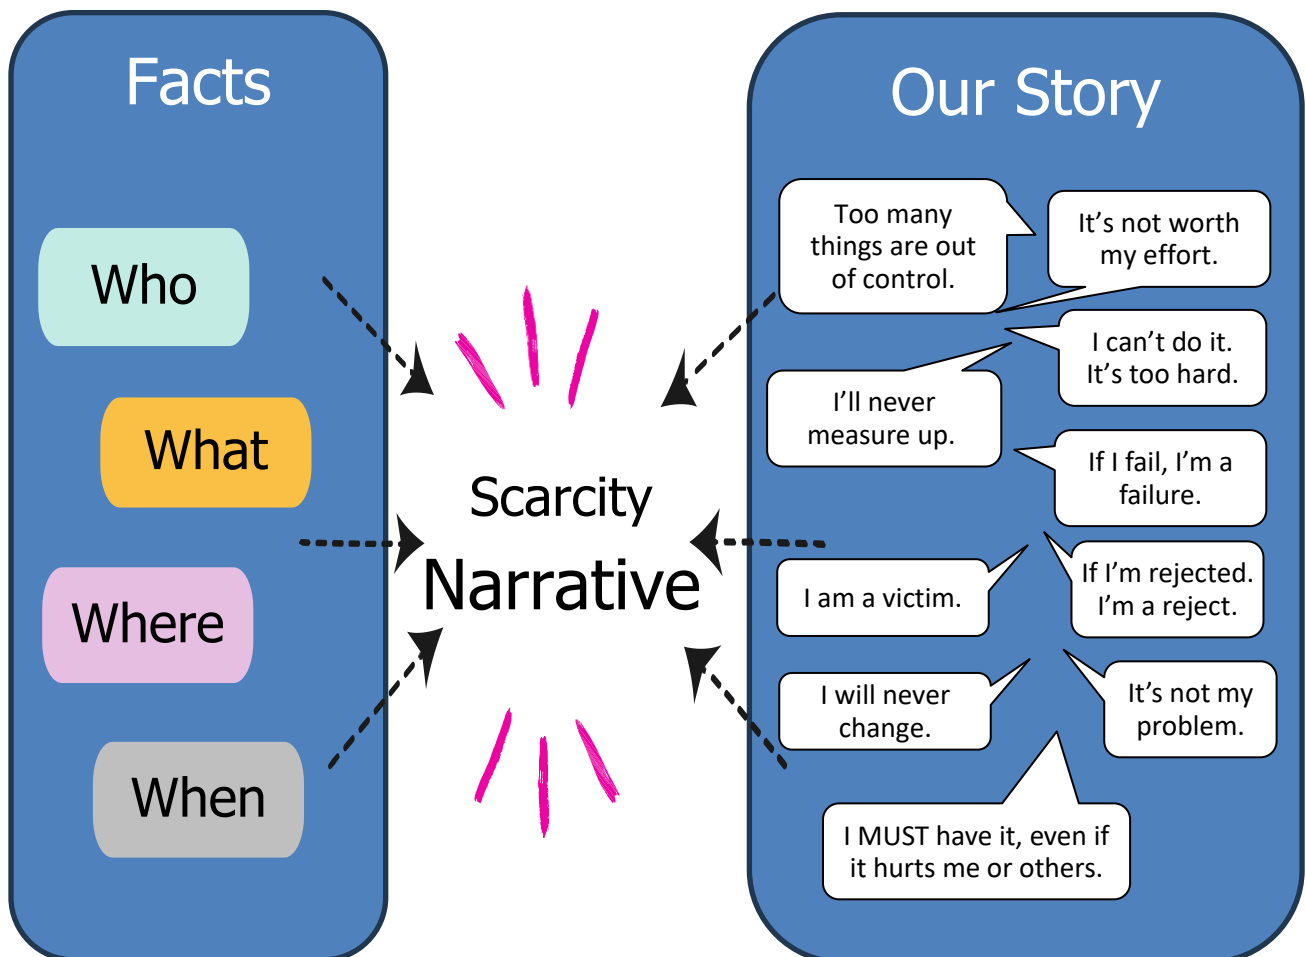 Facts
Who
What
Where
When
Scarcity
Narrative
Our Story
Too many
things are out
of control.
It’s not worth
my effort.
I can’t do it.
It’s too hard.
I’ll never
measure up.
If I fail, I’m a
failure.
I am a victim.
If I’m rejected.
I’m a reject.
I will never
change.
It’s not my
problem.
I MUST have it, even if
it hurts me or others.